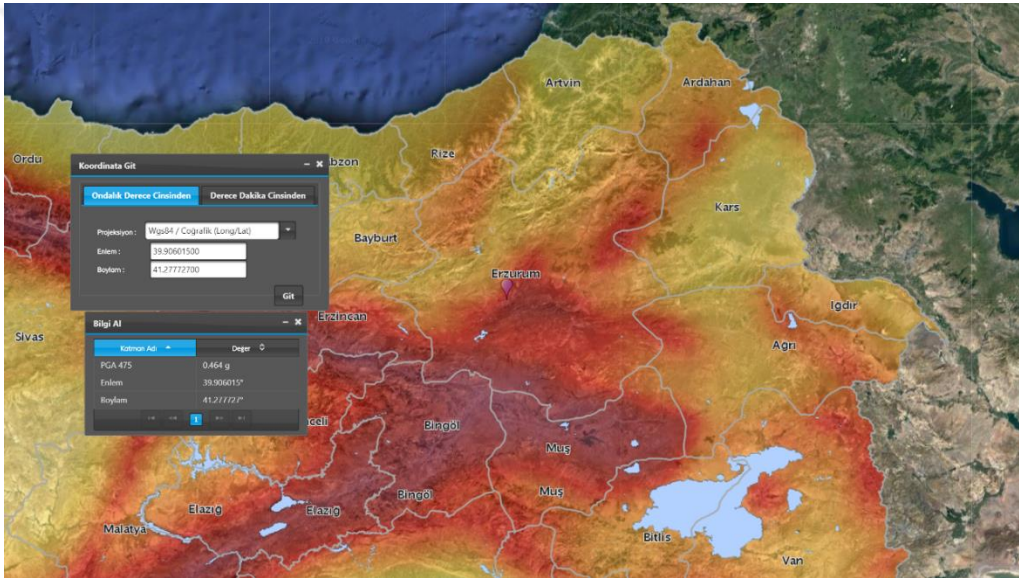 Artvin
Ardahan
Ordu
Koordinata Git
bzon
Rize
Ondalık Derece Cinsinden
Derece Dakika Cinsinden
Projeksiyon :
Wgs84 / Coğrafik (Long/Lat)
Enlem :
39.90601500
Boylam :
41.27772700
Git
Kars
Bayburt
Erzurum
Iğdır
Erzincan
Sivas
Ağrı
Bilgi Al
Katman Adı
Değer
PGA 475
0.464 g
Enlem
39.906015°
Boylam
41.277727°
1
nceli
Bingöl
Muş
Bingöl
Muş
Elazığ
Elazığ
Malatya
Bitlis
Van